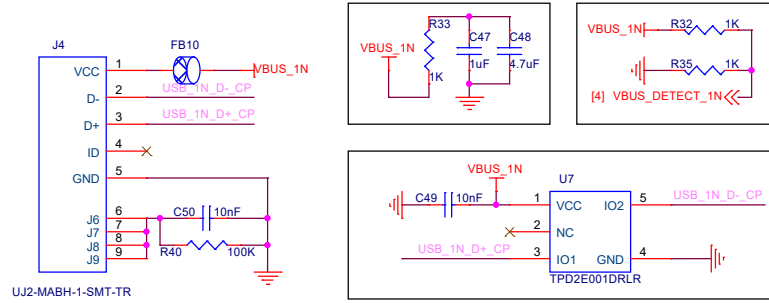 J4
VCC
1
FB10
VBUS_1N
D-
2
USB_1N_D-_CP
D+
3
USB_1N_D+_CP
ID
4
GND
5
J6
6
J7
7
J8
8
J9
9
C50
10nF
R40
100K
UJ2-MABH-1-SMT-TR
R33
VBUS_1N
C47
C48
1uF
4.7uF
1K
R32
1K
VBUS_1N
R35
1K
[4] VBUS_DETECT_1N
VBUS_1N
U7
C49
10nF
1
VCC
IO2
5
USB_1N_D-_CP
2
NC
USB_1N_D+_CP
3
IO1
GND
4
TPD2E001DRLR